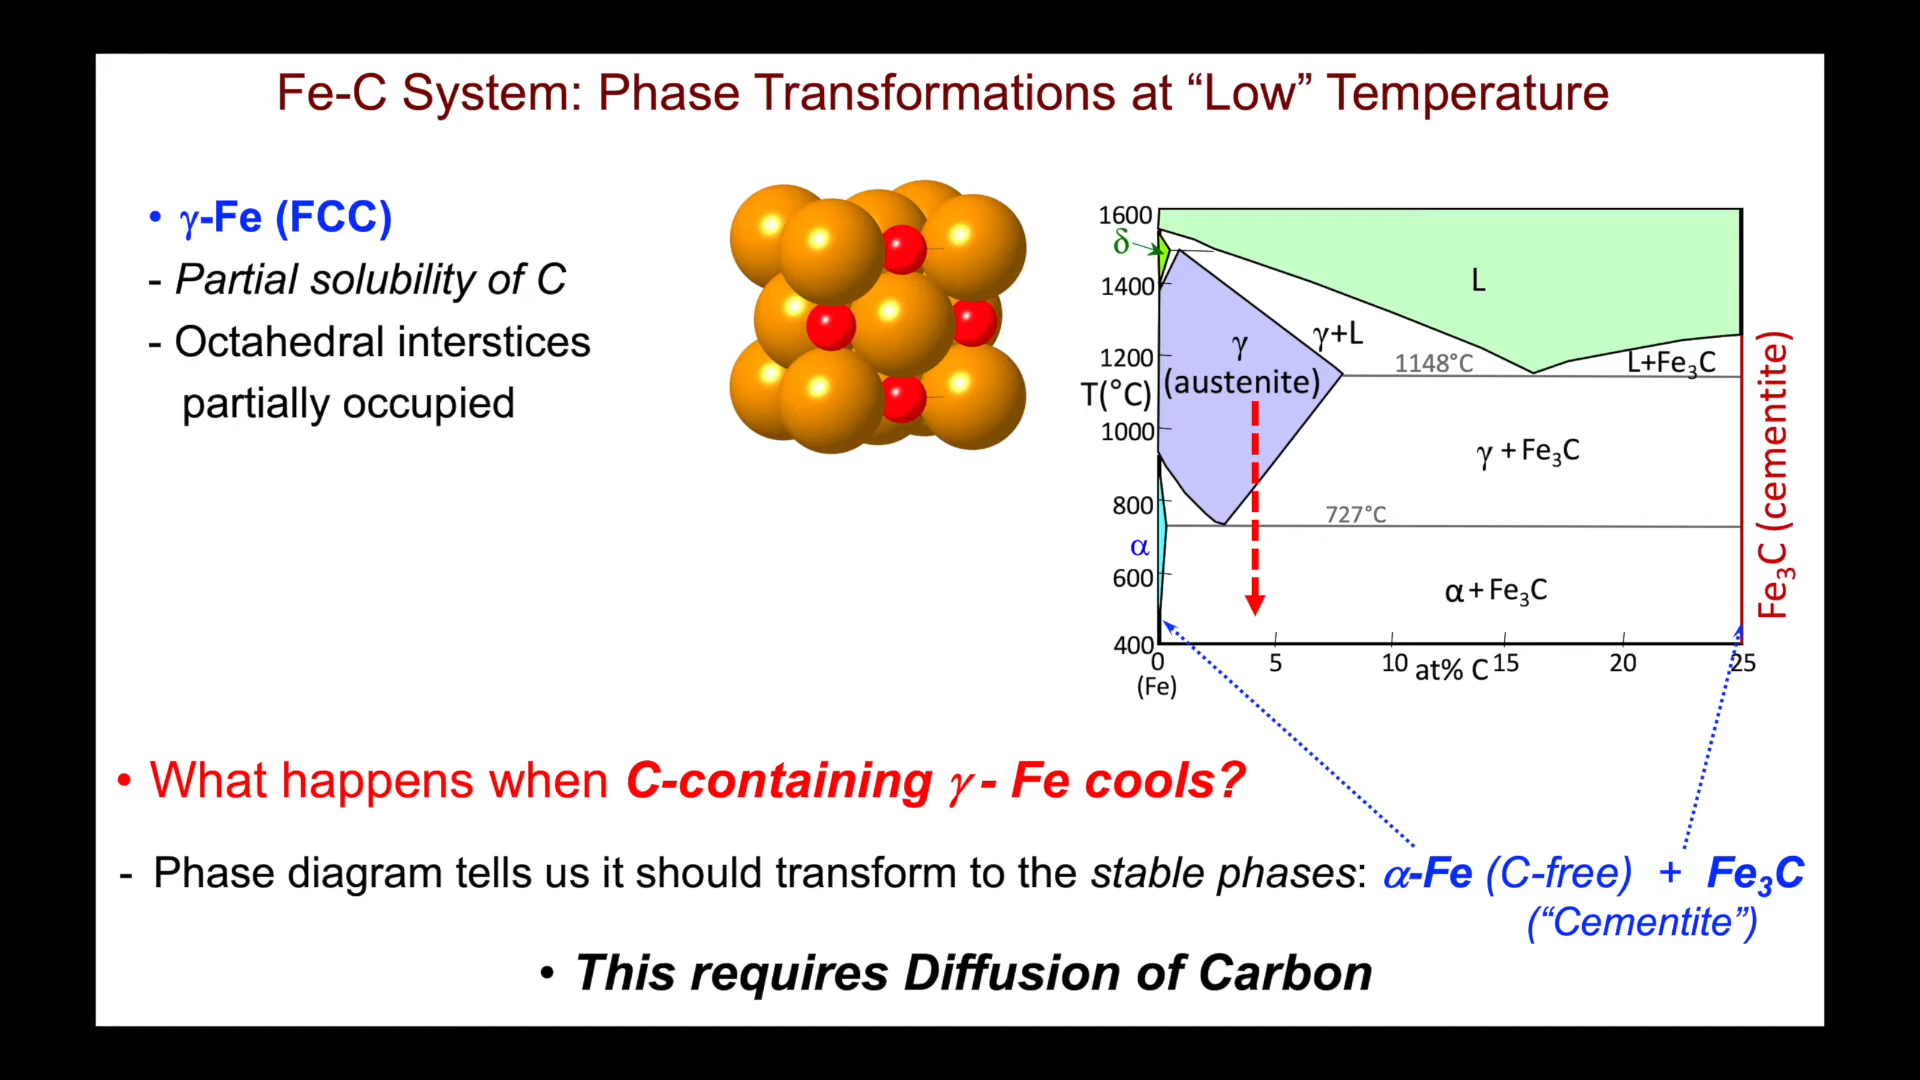 Fe-C System: Phase Transformations at “Low” Temperature
• γ-Fe (FCC)
- Partial solubility of C
- Octahedral interstices
partially occupied
1600
δ
1400
1200
T(°C)
1000
800
α
600
400
L
γ+L
γ
(austenite)
1148°C
L+Fe₃C
γ + Fe₃C
727°C
α + Fe₃C
Fe₃C (cementite)
0
5
10
at% C
15
20
25
(Fe)
• What happens when C-containing γ - Fe cools?
- Phase diagram tells us it should transform to the stable phases: α-Fe (C-free) + Fe₃C
(“Cementite”)
• This requires Diffusion of Carbon